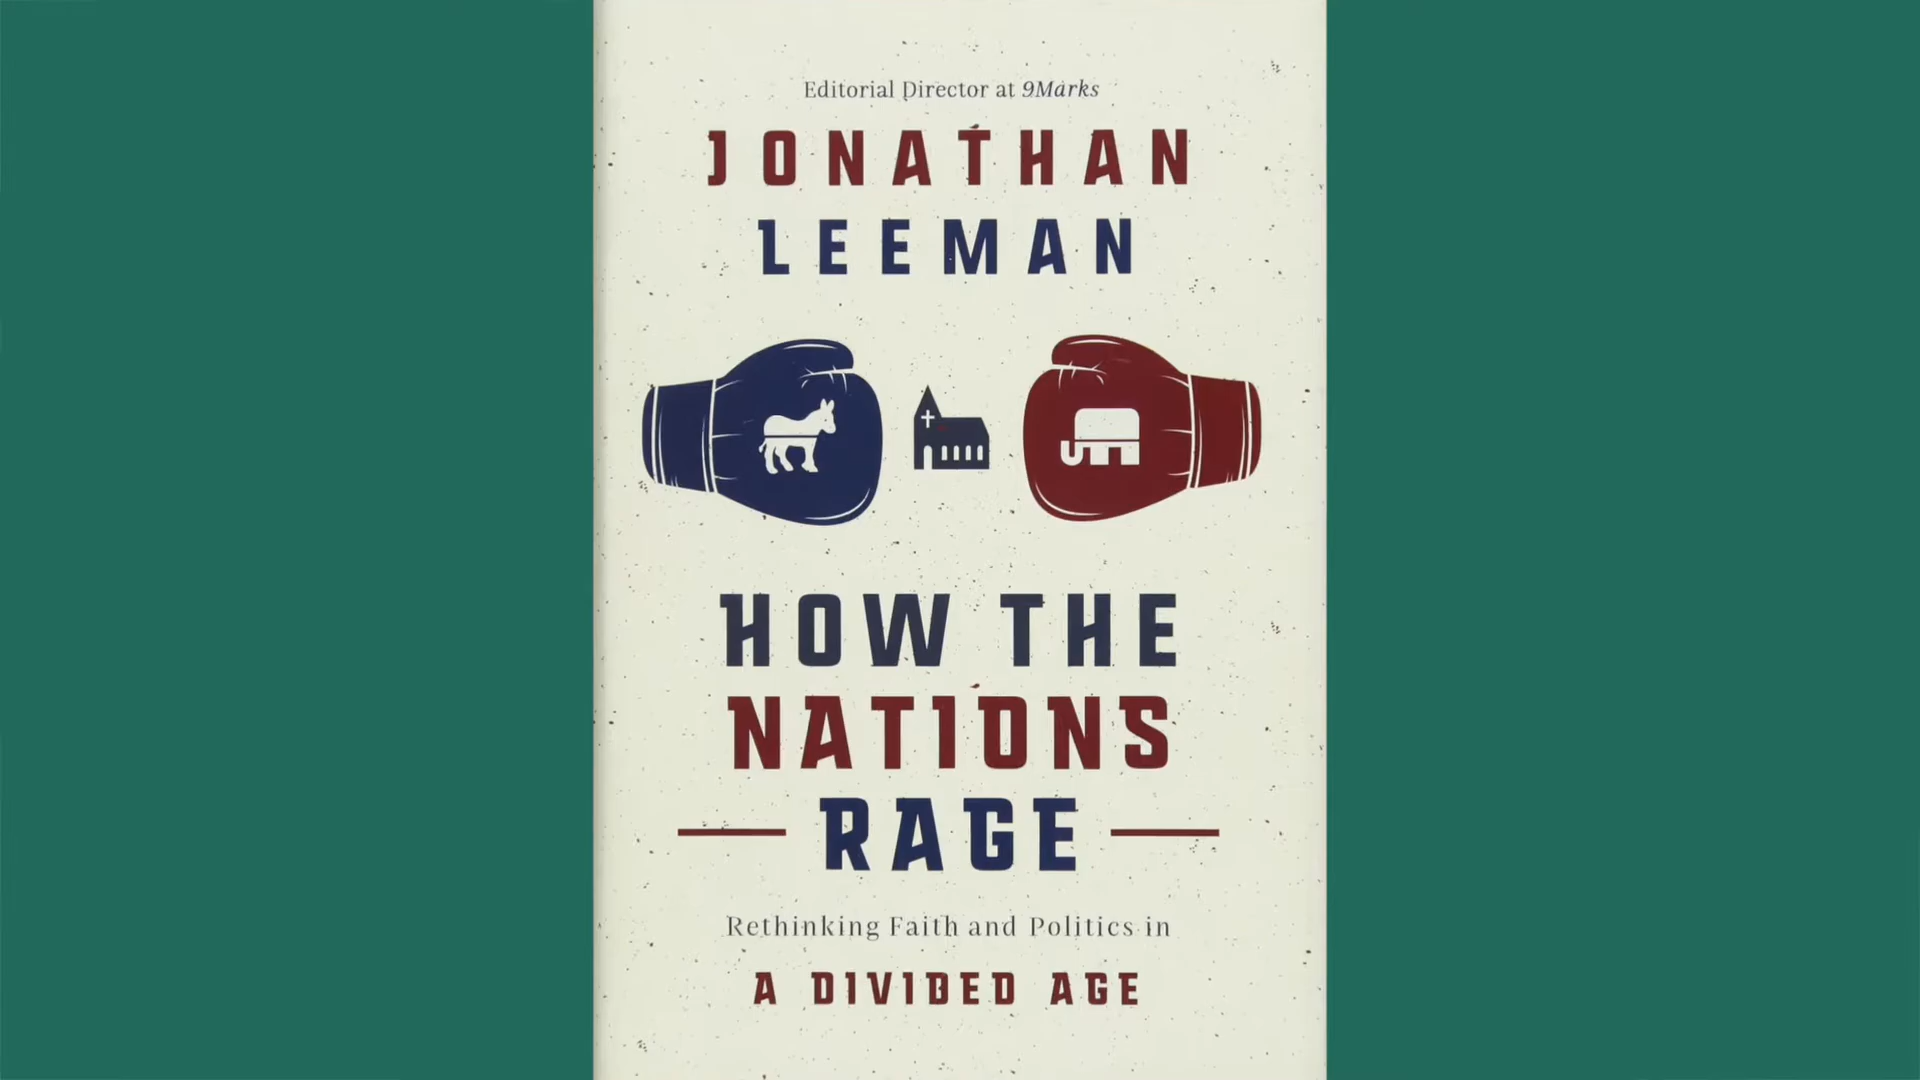 Editorial Director at 9Marks
JONATHAN
LEEMAN
HOW THE
NATIONS
RAGE
Rethinking Faith and Politics in
A DIVIDED AGE